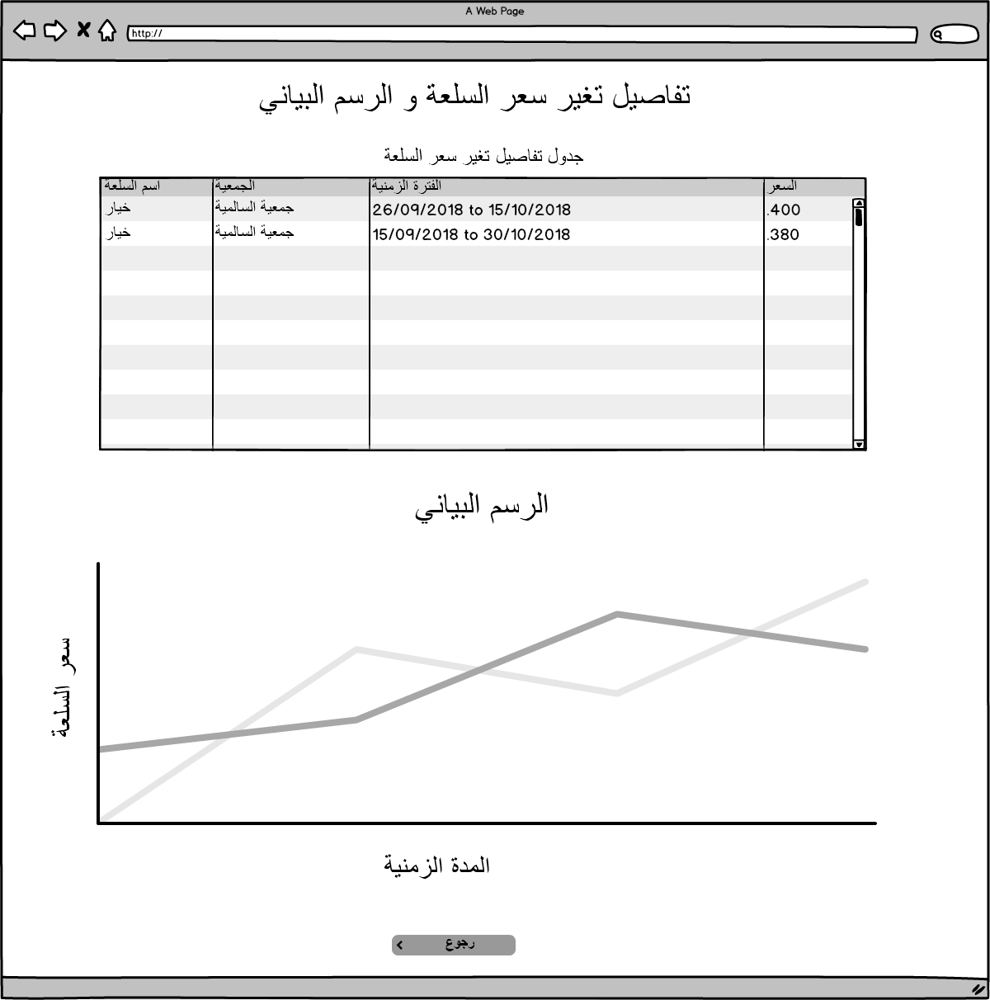 A Web Page
http://
تفاصيل تغير سعر السلعة و الرسم البياني
جدول تفاصيل تغير سعر السلعة
اسم السلعة الجمعية الفترة الزمنية السعر
خيار جمعية السالمية 26/09/2018 to 15/10/2018 .400
خيار جمعية السالمية 15/09/2018 to 30/10/2018 .380
الرسم البياني
سعر السلعة
المدة الزمنية
رجوع